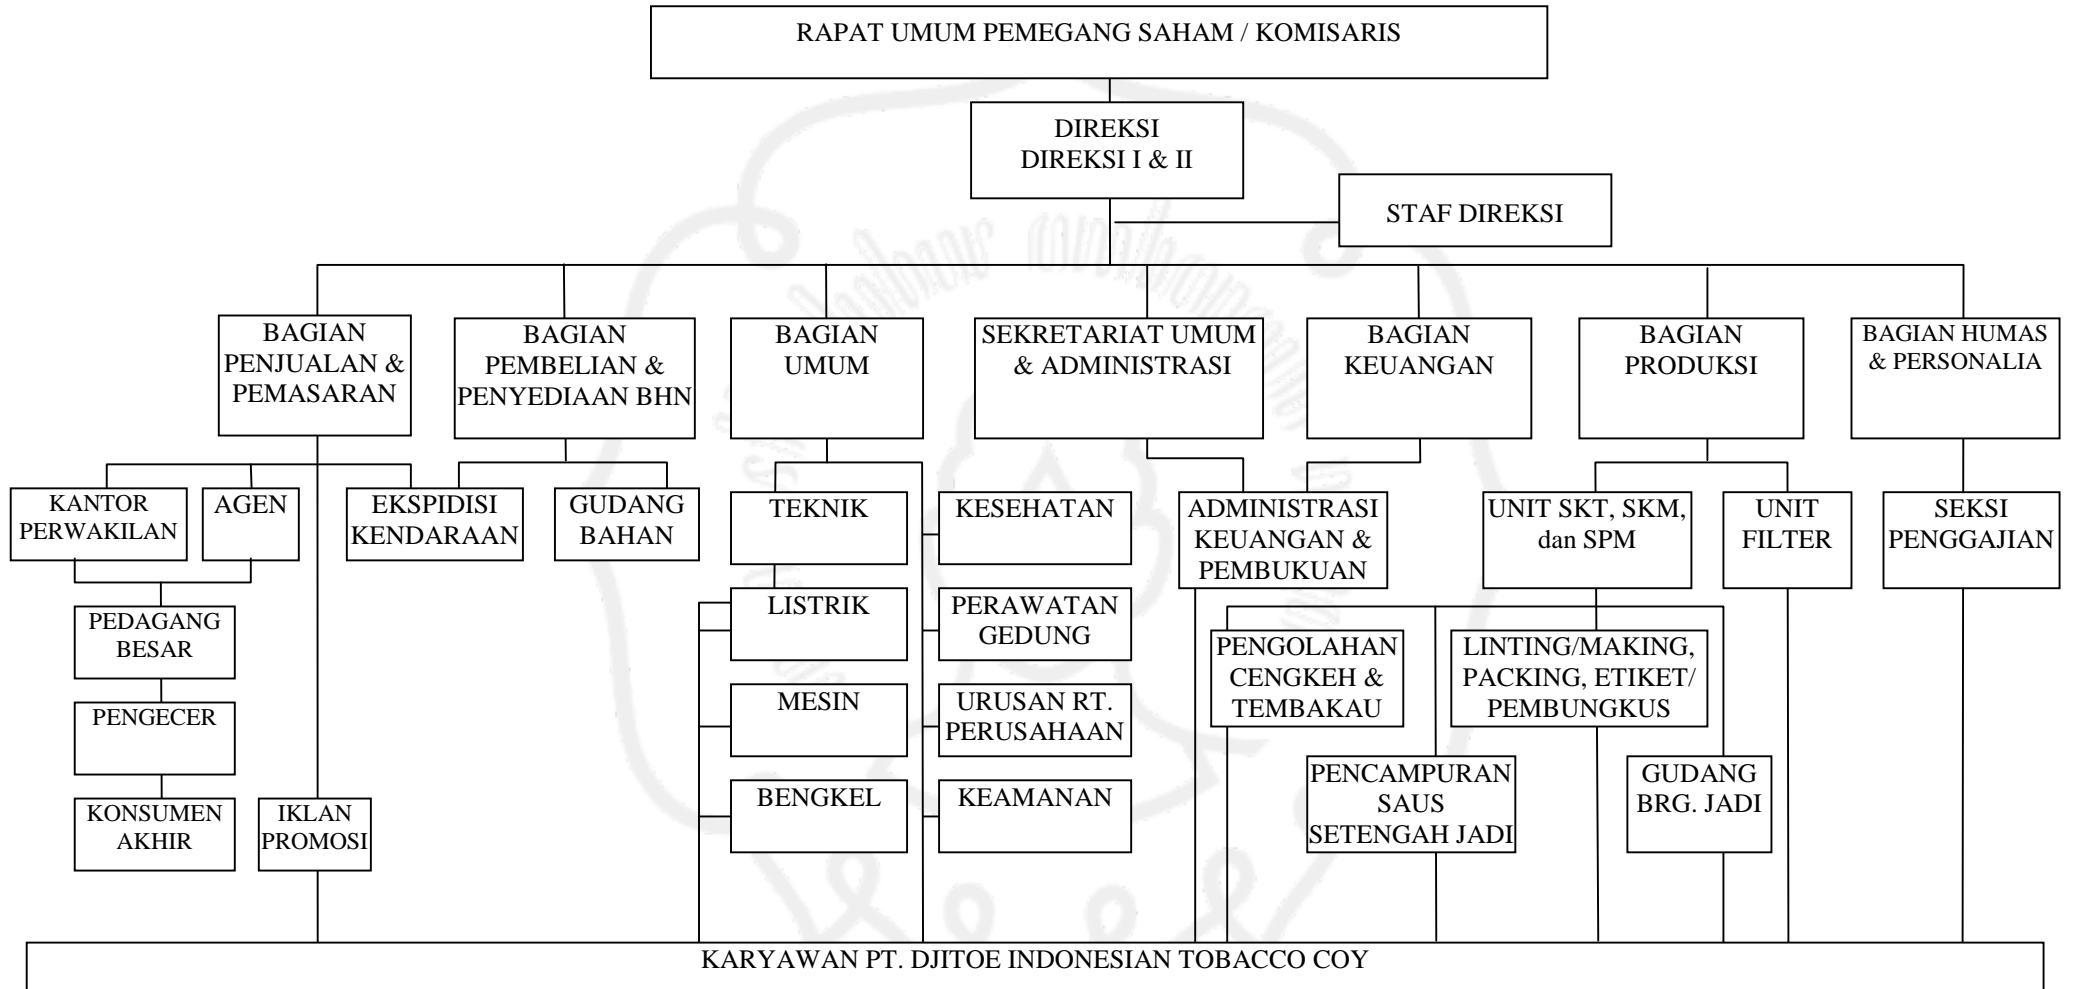 RAPAT UMUM PEMEGANG SAHAM / KOMISARIS
DIREKSI
DIREKSI I & II
STAF DIREKSI
BAGIAN
PENJUALAN &
PEMASARAN
BAGIAN
PEMBELIAN &
PENYEDIAAN BHN
BAGIAN
UMUM
SEKRETARIAT UMUM
& ADMINISTRASI
BAGIAN
KEUANGAN
BAGIAN
PRODUKSI
BAGIAN HUMAS
& PERSONALIA
KANTOR
PERWAKILAN
AGEN
EKSPIDISI
KENDARAAN
GUDANG
BAHAN
TEKNIK
KESEHATAN
ADMINISTRASI
KEUANGAN &
PEMBUKUAN
UNIT SKT, SKM,
dan SPM
UNIT
FILTER
SEKSI
PENGGAJIAN
PEDAGANG
BESAR
LISTRIK
PERAWATAN
GEDUNG
PENGOLAHAN
CENGKEH &
TEMBAKAU
LINTING/MAKING,
PACKING, ETIKET/
PEMBUNGKUS
PENGECER
MESIN
URUSAN RT.
PERUSAHAAN
PENCAMPURAN
SAUS
SETENGAH JADI
GUDANG
BRG. JADI
KONSUMEN
AKHIR
IKLAN
PROMOSI
BENGKEL
KEAMANAN
KARYAWAN PT. DJITOE INDONESIAN TOBACCO COY